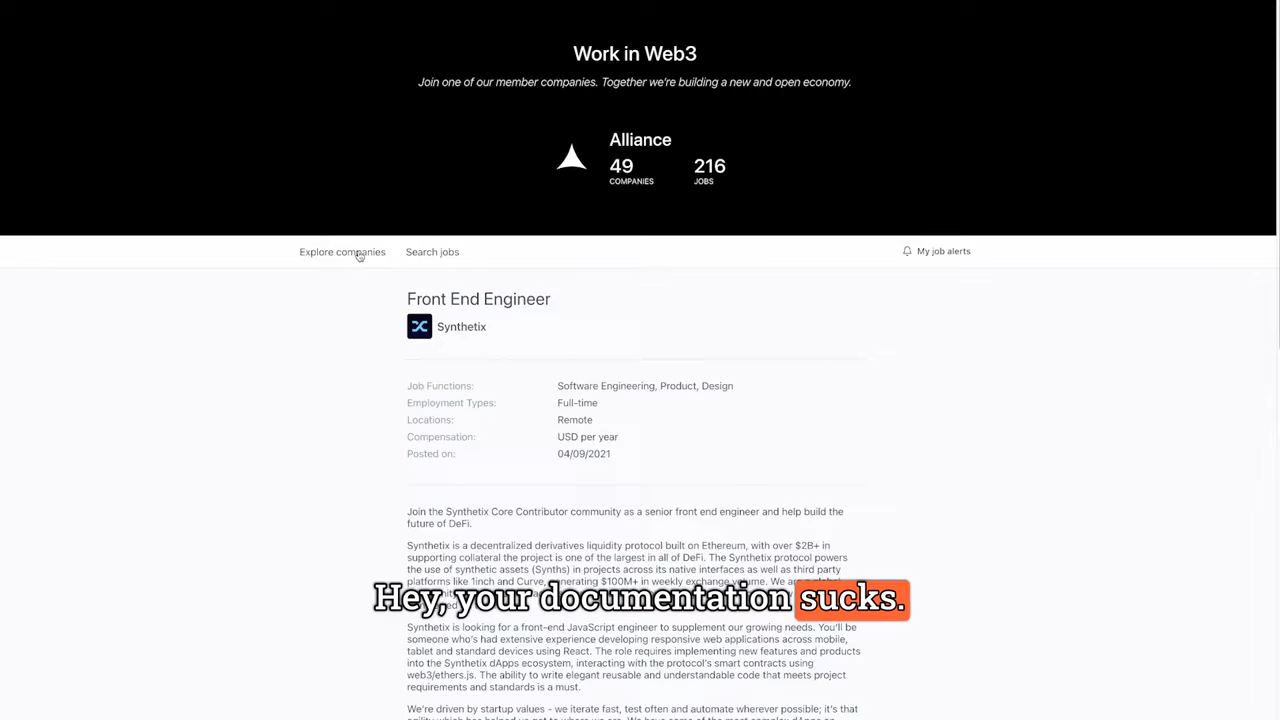 Work in Web3
Join one of our member companies. Together we're building a new and open economy.
Alliance
49 216
COMPANIES JOBS
Explore companies Search jobs My job alerts
Front End Engineer
Synthetix
Job Functions: Software Engineering, Product, Design
Employment Types: Full-time
Locations: Remote
Compensation: USD per year
Posted on: 04/09/2021
Join the Synthetix Core Contributor community as a senior front end engineer and help build the
future of DeFi.
Synthetix is a decentralized derivatives liquidity protocol built on Ethereum, with over $2B+ in
supporting collateral the project is one of the largest in all of DeFi. The Synthetix protocol powers
the use of synthetic assets (Synths) in projects across its native interfaces as well as third party
platforms like 1inch and Curve, generating $100M+ in weekly exchange volume. We
Hey, your documentation sucks.
Synthetix is looking for a front-end JavaScript engineer to supplement our growing needs. You'll be
someone who's had extensive experience developing responsive web applications across mobile,
tablet and standard devices using React. The role requires implementing new features and products
into the Synthetix dApps ecosystem, interacting with the protocol's smart contracts using
web3/ethers.js. The ability to write elegant reusable and understandable code that meets project
requirements and standards is a must.
We're driven by startup values - we iterate fast, test often and automate wherever possible; it's that